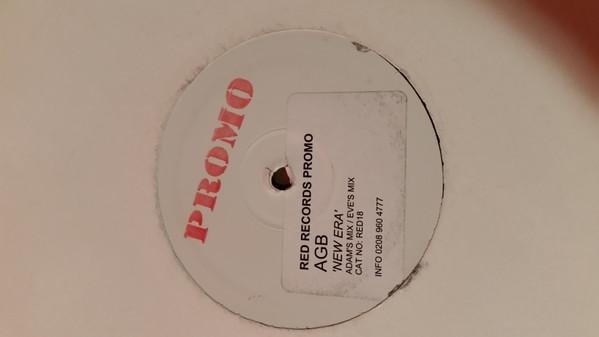 PROMO
RED RECORDS PROMO
AGB
'NEW ERA'
ADAM'S MIX / EVE'S MIX
CAT NO: RED18
INFO 0208 960 4777